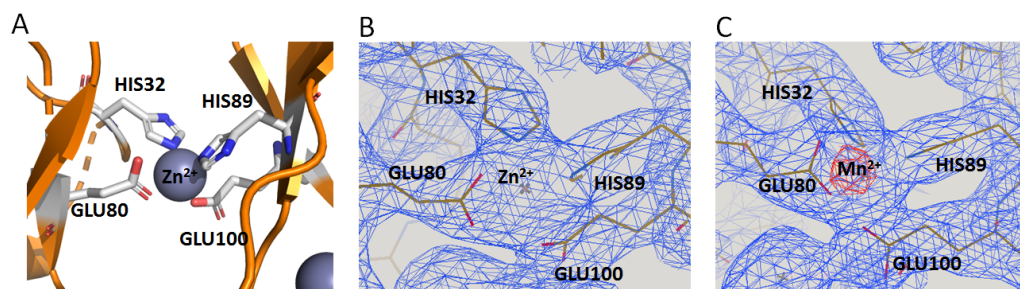 A
HIS32
HIS89
Zn2+
GLU80
GLU100
B
HIS32
GLU80
Zn2+
HIS89
GLU100
C
HIS32
GLU80
Mn2+
HIS89
GLU100